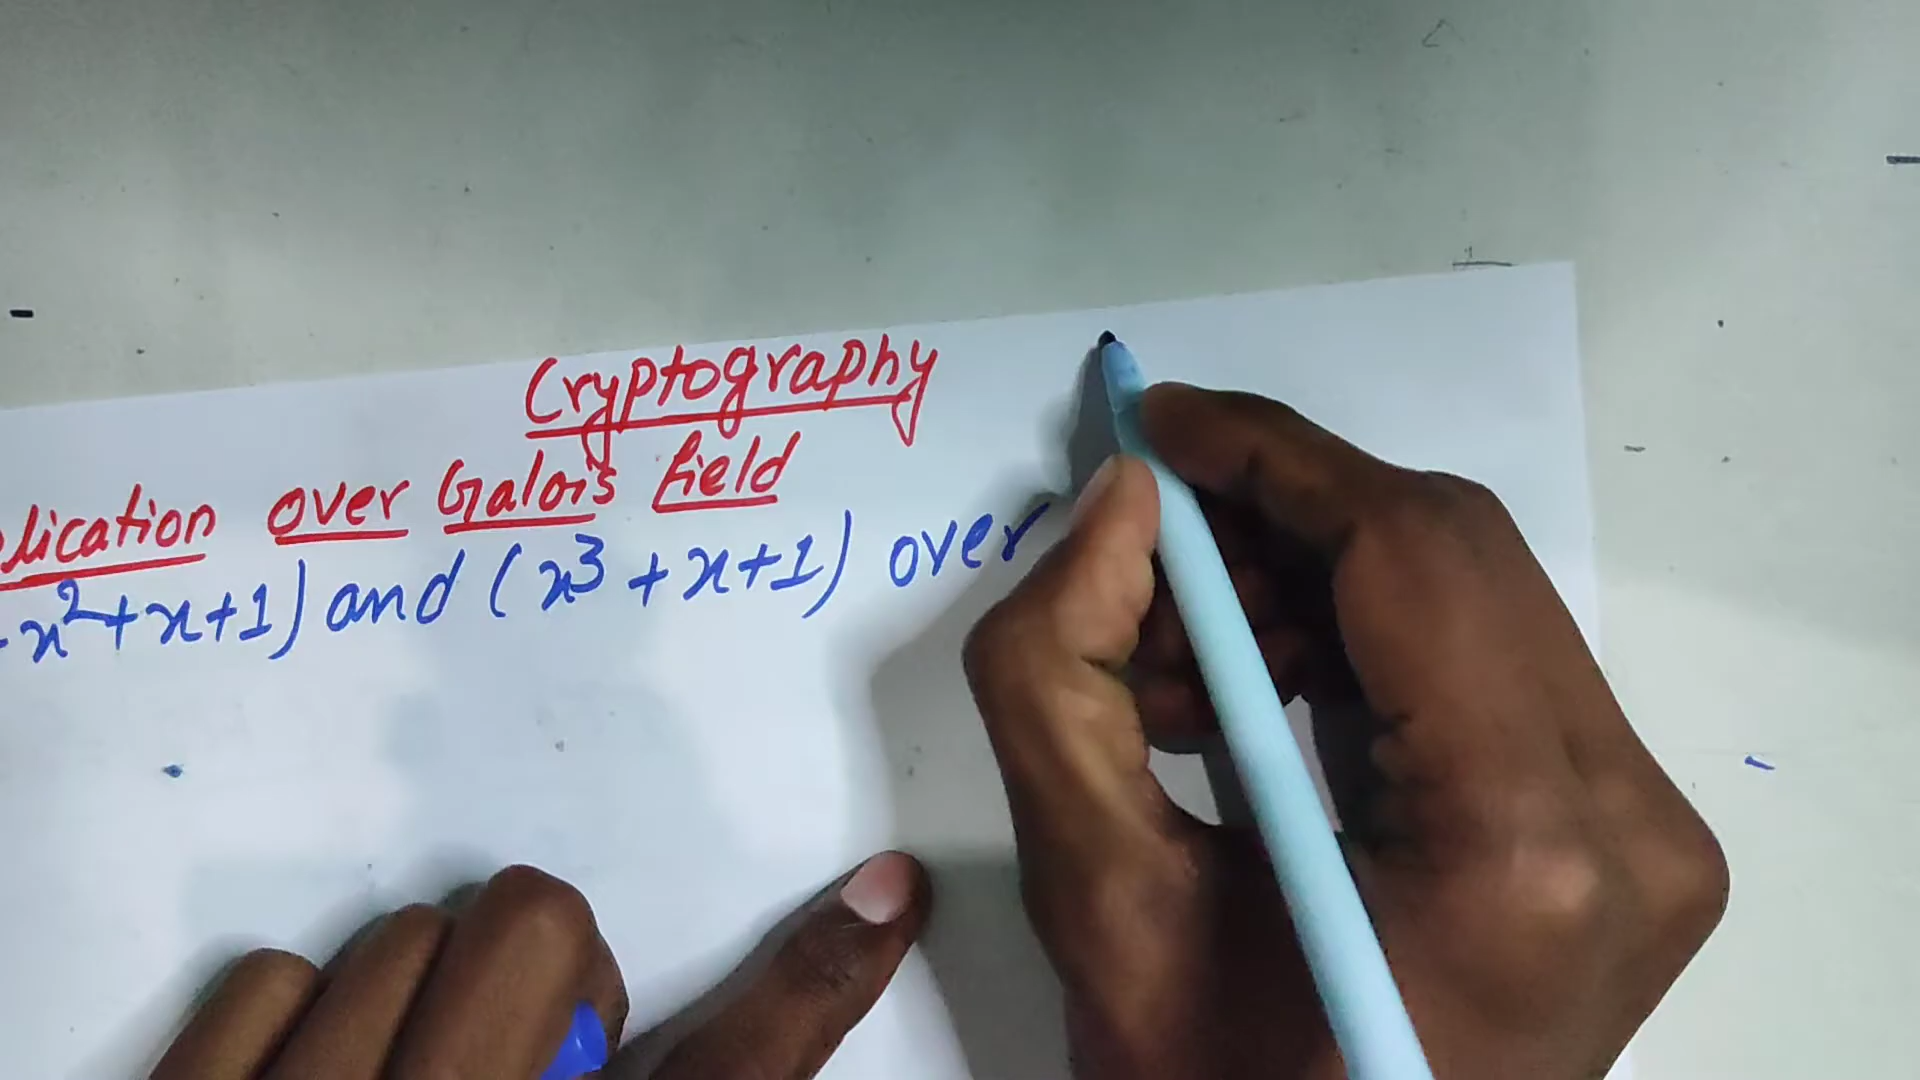 Cryptography
lication over Galois field
x²+x+1) and (x³+x+1) over